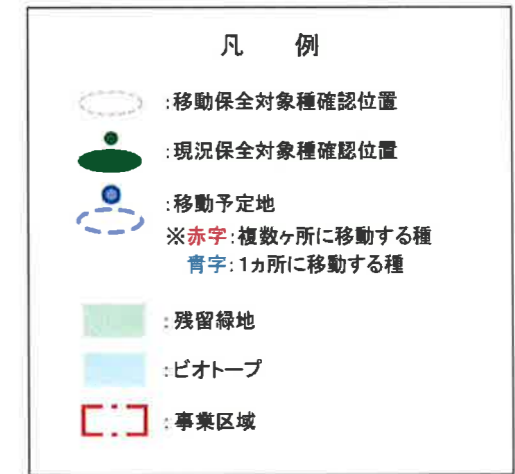 凡 例
:移動保全対象種確認位置
:現況保全対象種確認位置
:移動予定地
※赤字:複数ヶ所に移動する種
青字:1ヵ所に移動する種
:残留緑地
:ビオトープ
:事業区域